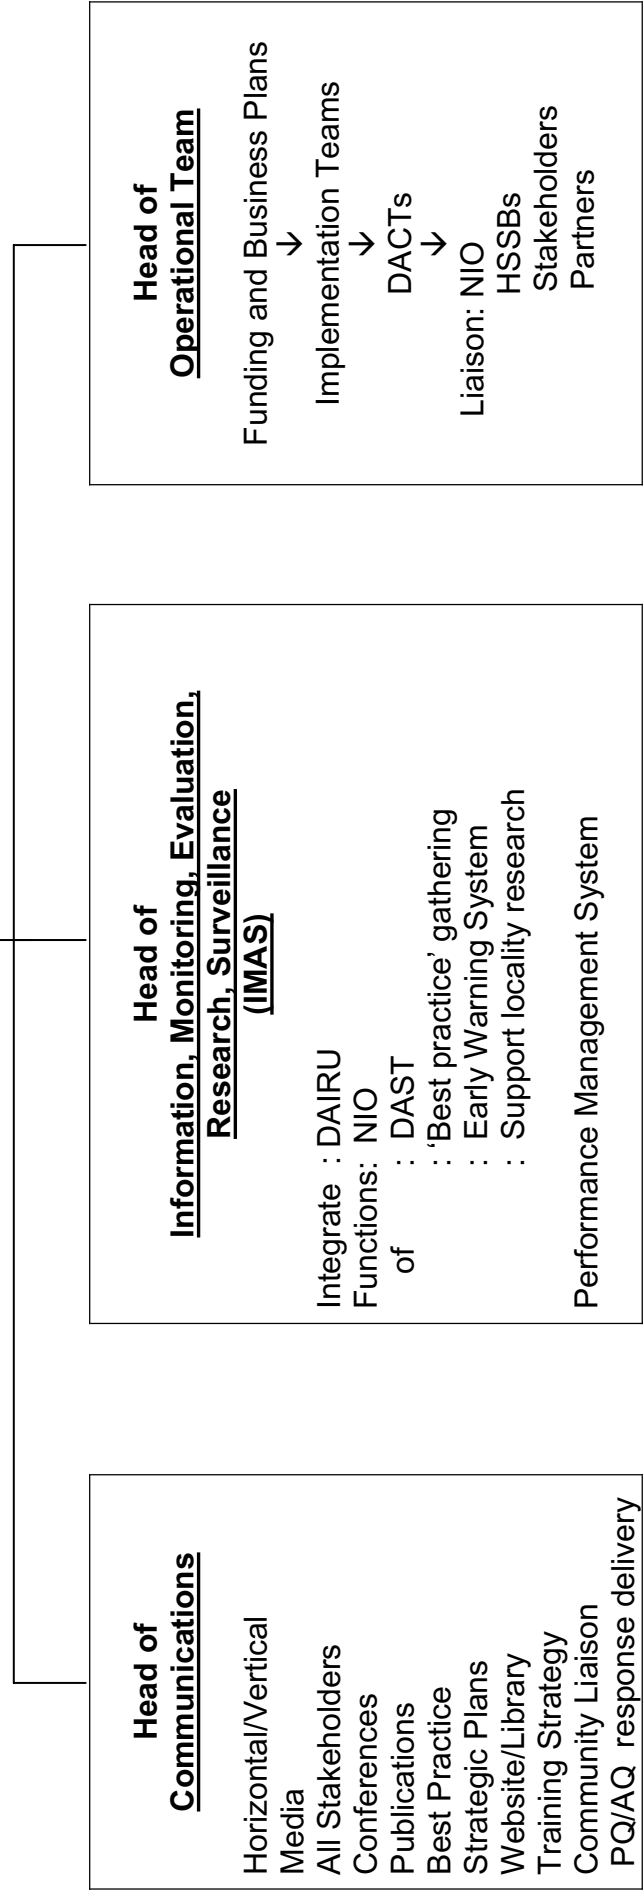 Head of
Communications
Horizontal/Vertical
Media
All Stakeholders
Conferences
Publications
Best Practice
Strategic Plans
Website/Library
Training Strategy
Community Liaison
PQ/AQ response delivery
Head of
Information, Monitoring, Evaluation,
Research, Surveillance
(IMAS)
Integrate : DAIRU
Functions: NIO
of : DAST
: ‘Best practice’ gathering
: Early Warning System
: Support locality research
Performance Management System
Head of
Operational Team
Funding and Business Plans
→
Implementation Teams
→
DACTs
→
Liaison: NIO
HSSBs
Stakeholders
Partners